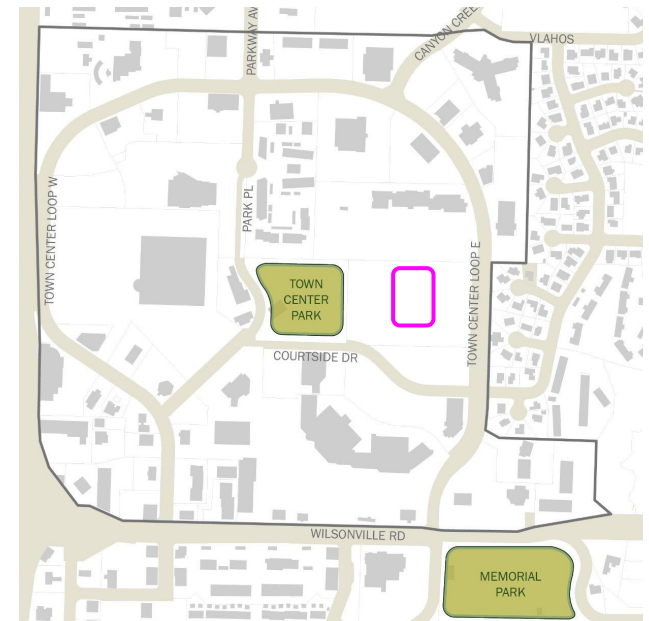 PARKWAY AV
CANYON CREE
VLAHOS
TOWN CENTER LOOP W
PARK PL
TOWN CENTER LOOP E
TOWN
CENTER
PARK
COURTSIDE DR
WILSONVILLE RD
MEMORIAL
PARK